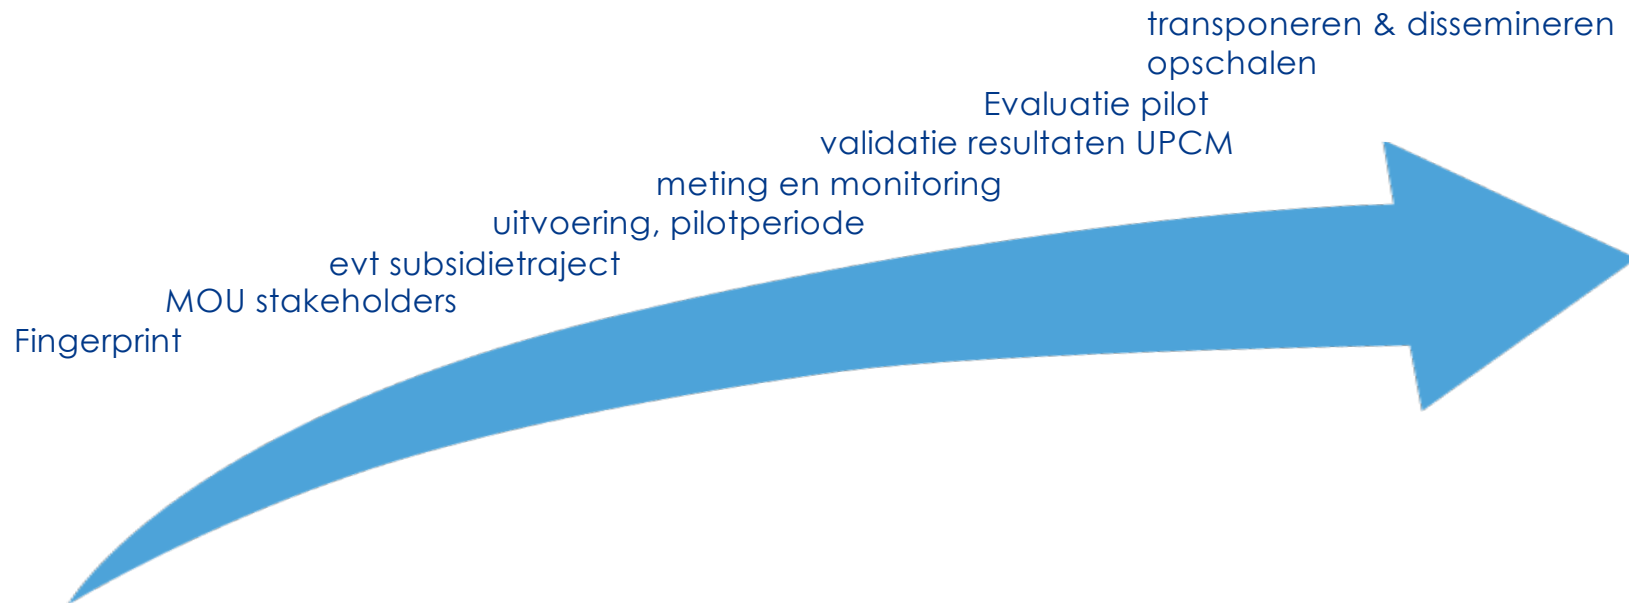 transponeren & dissemineren
opschalen
Evaluatie pilot
validatie resultaten UPCM
meting en monitoring
uitvoering, pilotperiode
evt subsidietraject
MOU stakeholders
Fingerprint